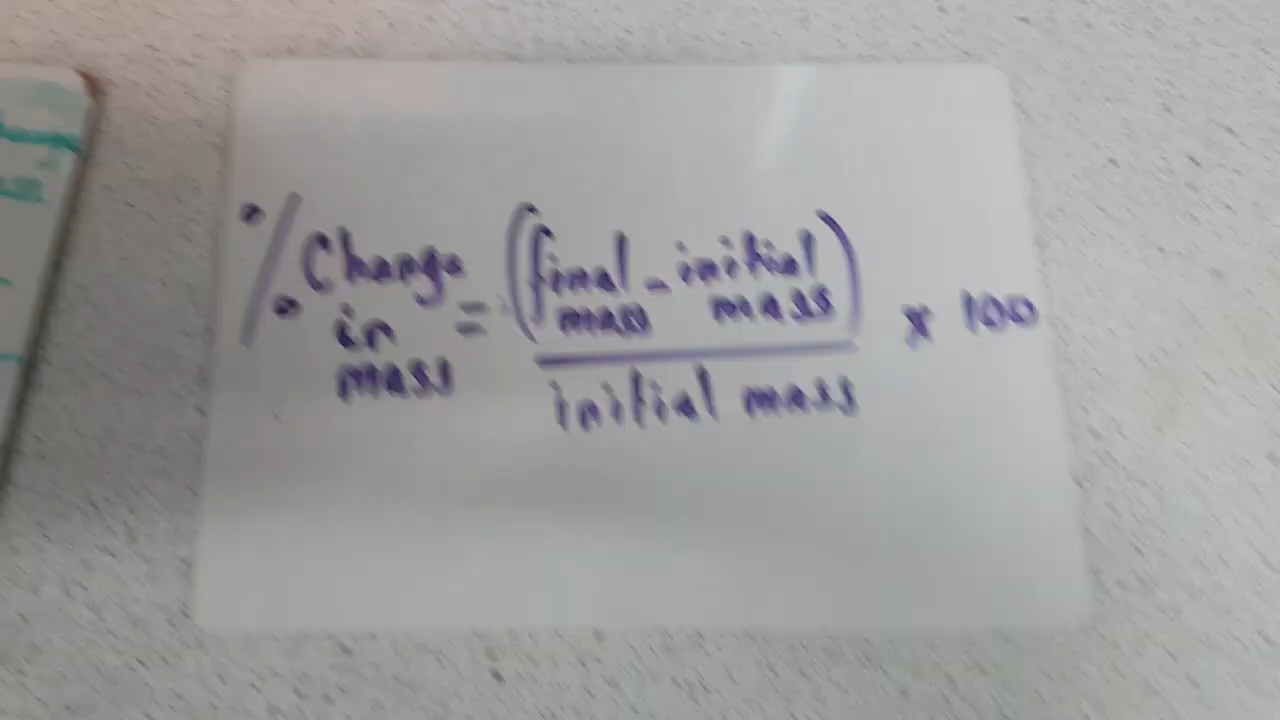 % Change in mass = (final mass - initial mass) x 100
initial mass